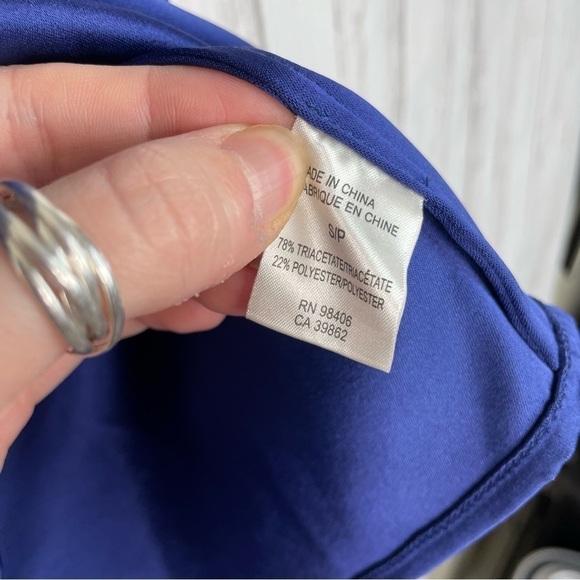 ADE IN CHINA
ABRIQUE EN CHINE
S/P
78% TRIACETATE/TRIACÉTATE
22% POLYESTER/POLYESTER
RN 98406
CA 39862